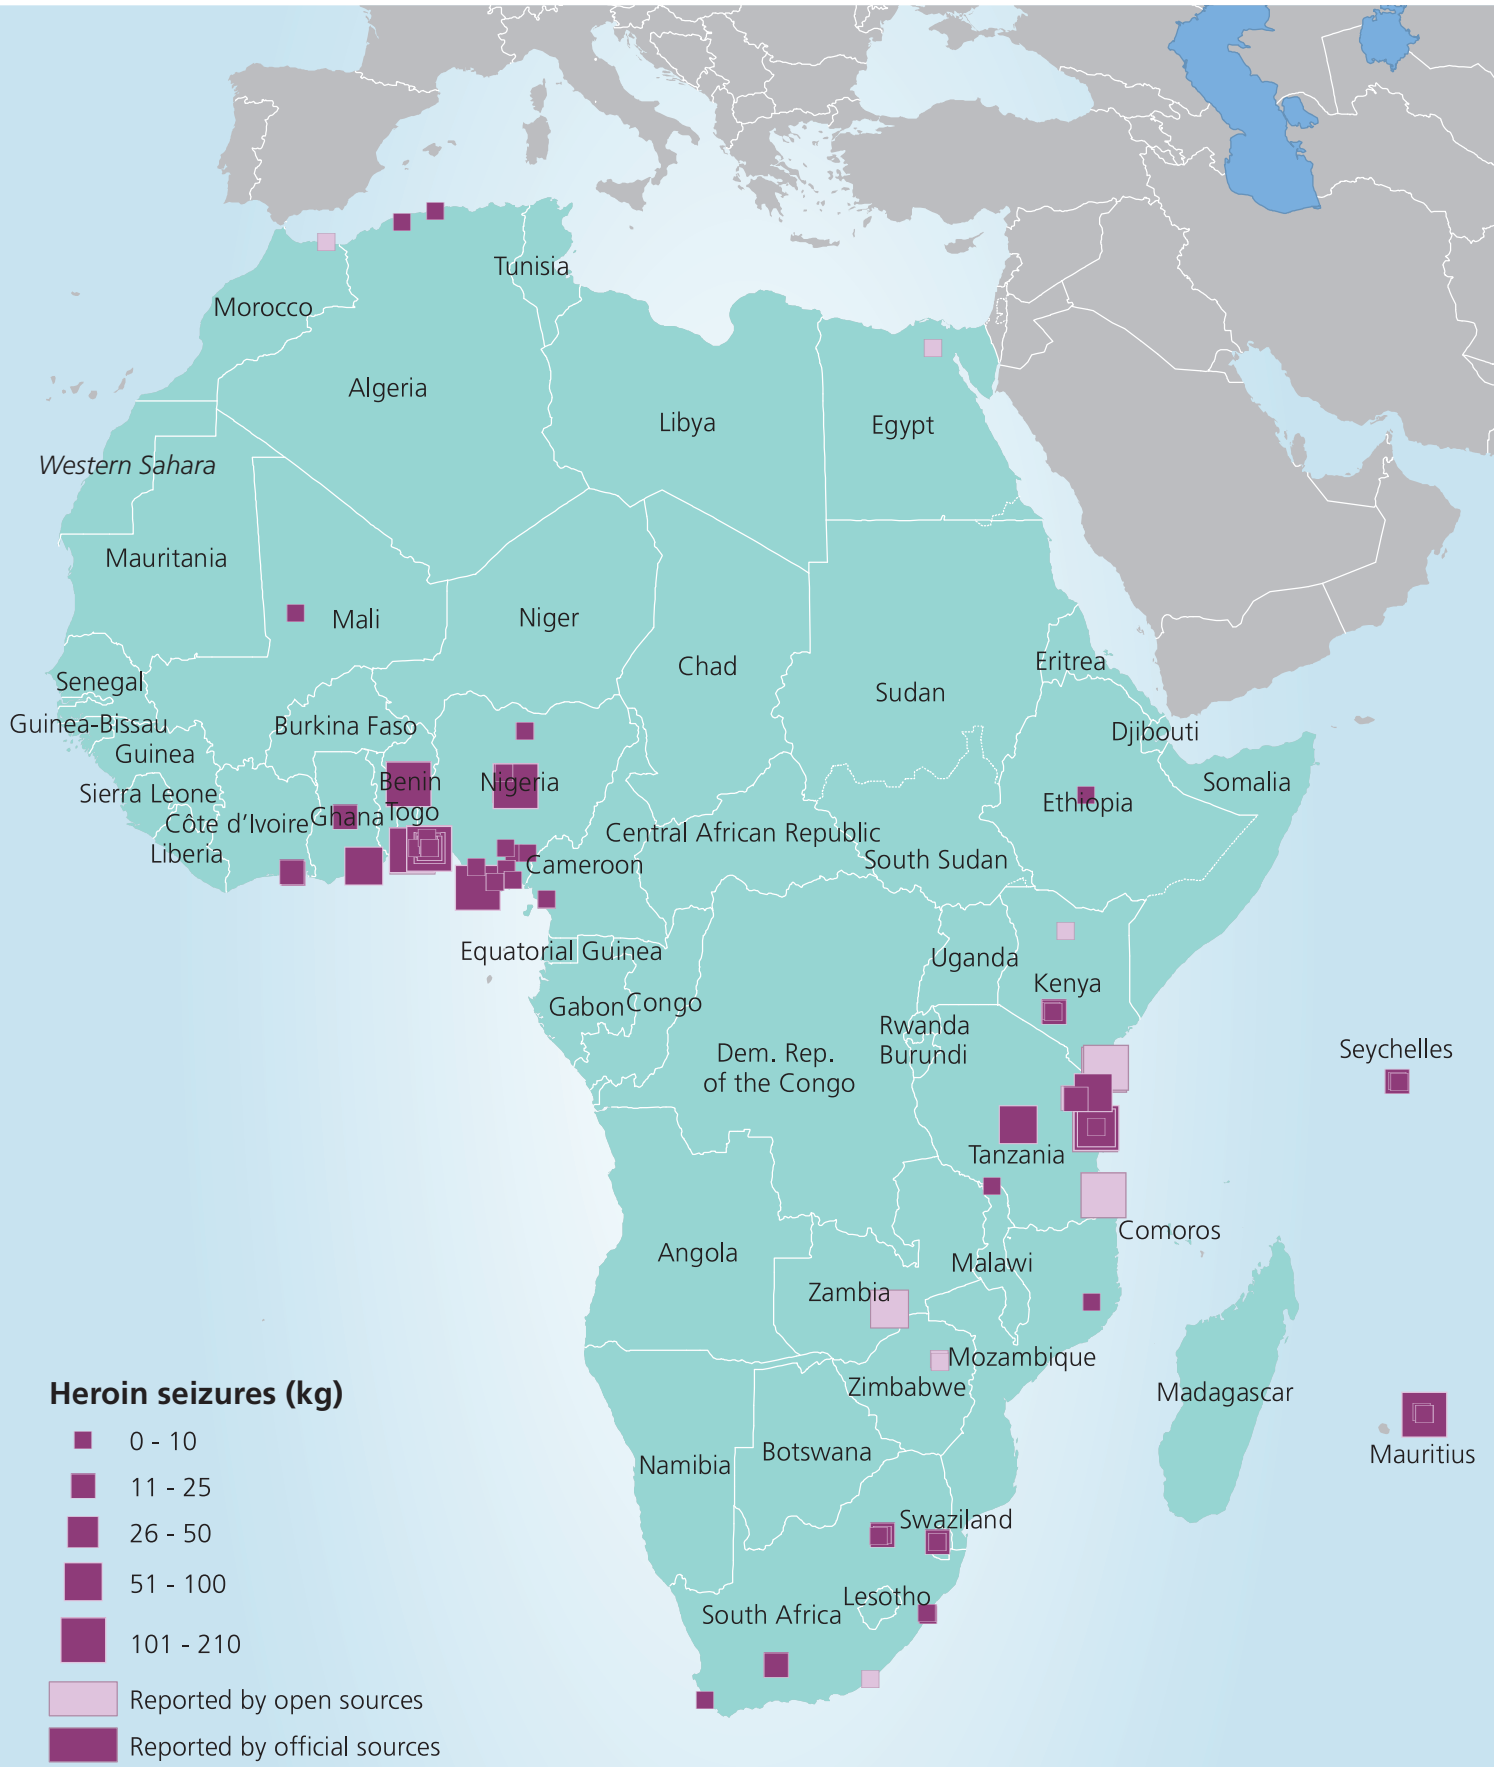 Tunisia
Morocco
Algeria
Libya
Egypt
Western Sahara
Mauritania
Mali
Niger
Chad
Eritrea
Senegal
Sudan
Guinea-Bissau
Burkina Faso
Djibouti
Guinea
Benin
Nigeria
Somalia
Sierra Leone
Ethiopia
Togo
Ghana
Côte d'Ivoire
Central African Republic
Liberia
South Sudan
Cameroon
Equatorial Guinea
Uganda
Kenya
Gabon
Congo
Rwanda
Burundi
Dem. Rep.
of the Congo
Seychelles
Tanzania
Comoros
Angola
Malawi
Zambia
Mozambique
Zimbabwe
Madagascar
Botswana
Namibia
Mauritius
Swaziland
Lesotho
South Africa
Heroin seizures (kg)
0 - 10
11 - 25
26 - 50
51 - 100
101 - 210
Reported by open sources
Reported by official sources